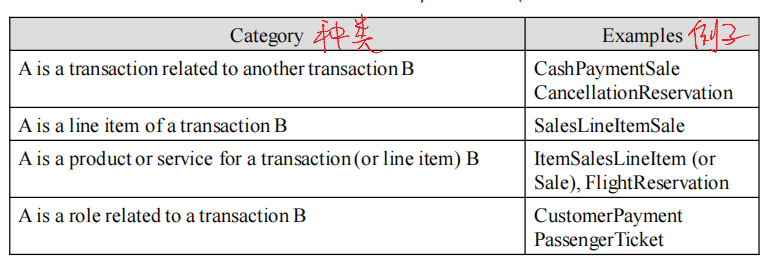 Category 种类
Examples 例子
A is a transaction related to another transaction B
CashPaymentSale
CancellationReservation
A is a line item of a transaction B
SalesLineItemSale
A is a product or service for a transaction (or line item) B
ItemSalesLineItem (or
Sale), FlightReservation
A is a role related to a transaction B
CustomerPayment
PassengerTicket